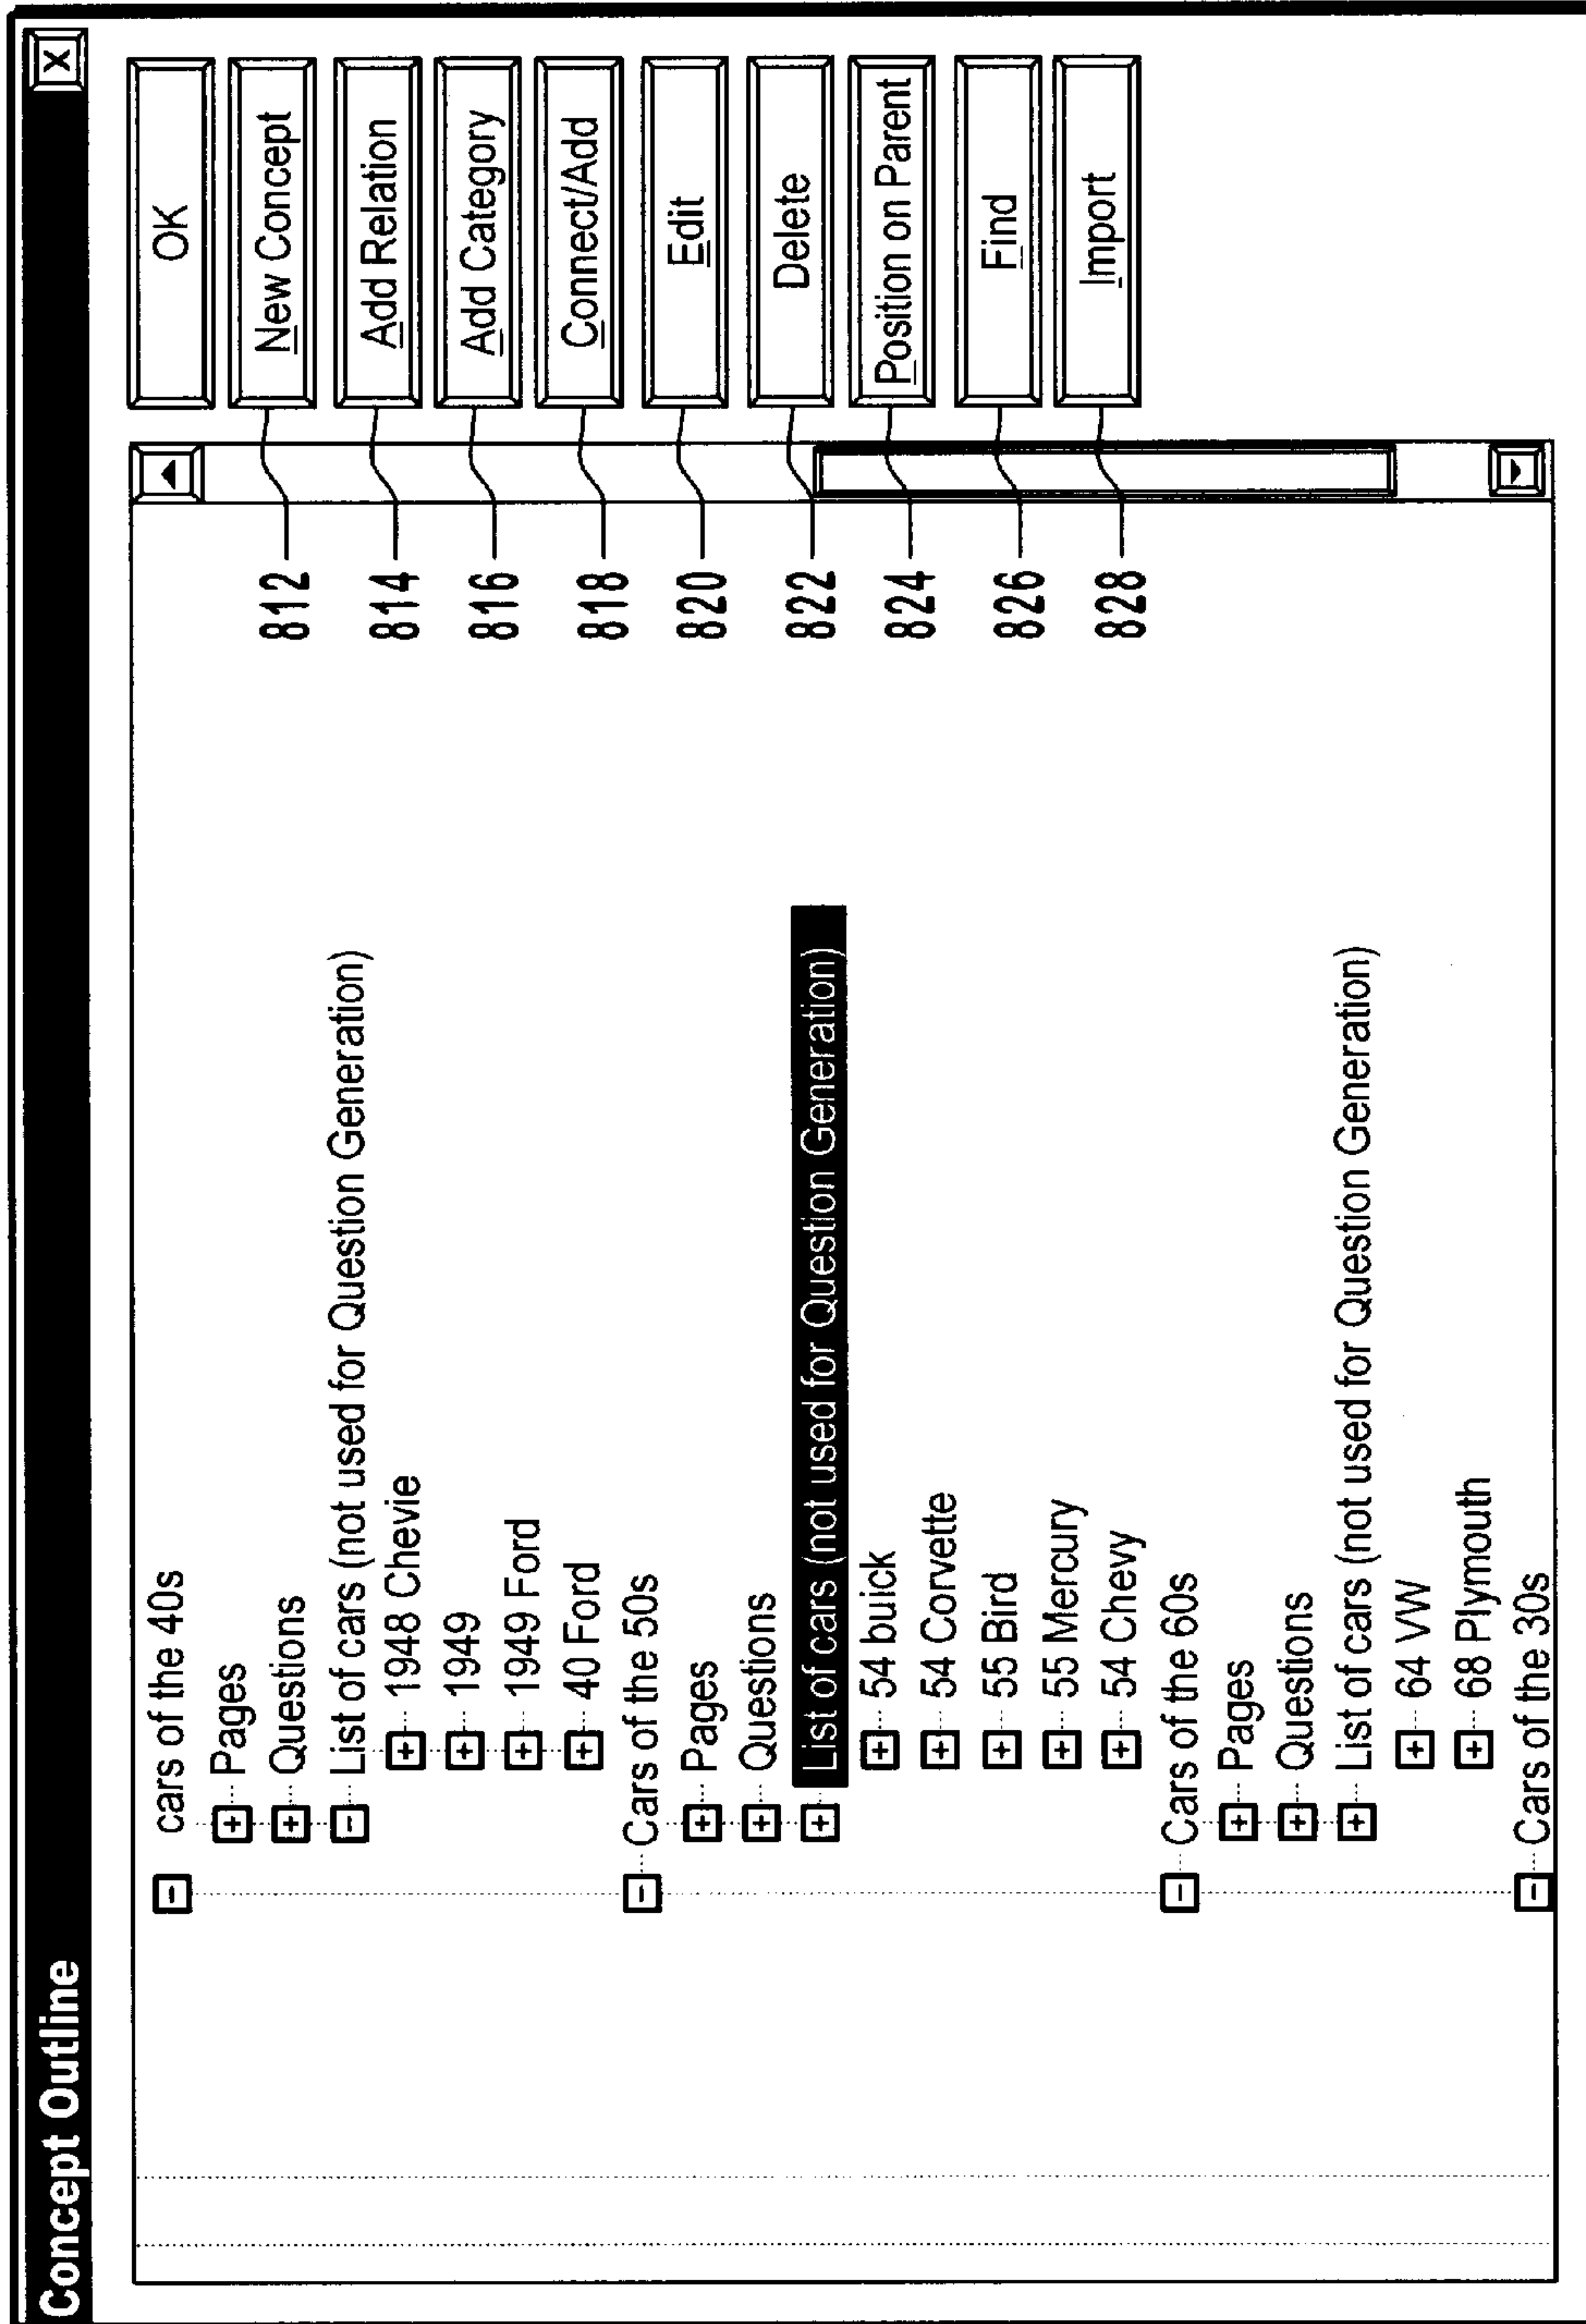 Concept Outline
X
cars of the 40s
Pages
Questions
List of cars (not used for Question Generation)
1948 Chevie
1949
1949 Ford
40 Ford
Cars of the 50s
Pages
Questions
List of cars (not used for Question Generation)
54 buick
54 Corvette
55 Bird
55 Mercury
54 Chevy
Cars of the 60s
Pages
Questions
List of cars (not used for Question Generation)
64 VW
68 Plymouth
Cars of the 30s
OK
812 New Concept
814 Add Relation
816 Add Category
818 Connect/Add
820 Edit
822 Delete
824 Position on Parent
826 Find
828 Import